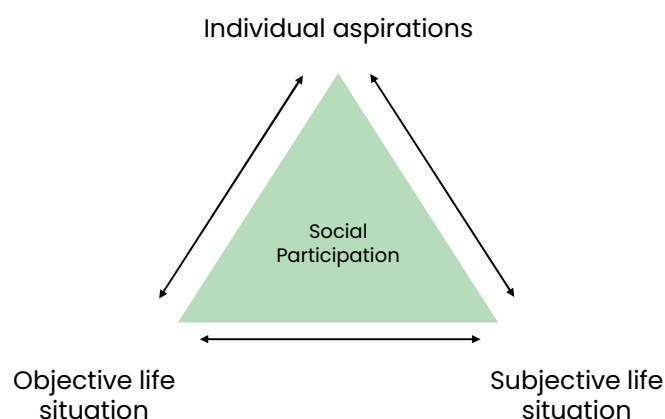 Individual aspirations
Social
Participation
Objective life
situation
Subjective life
situation